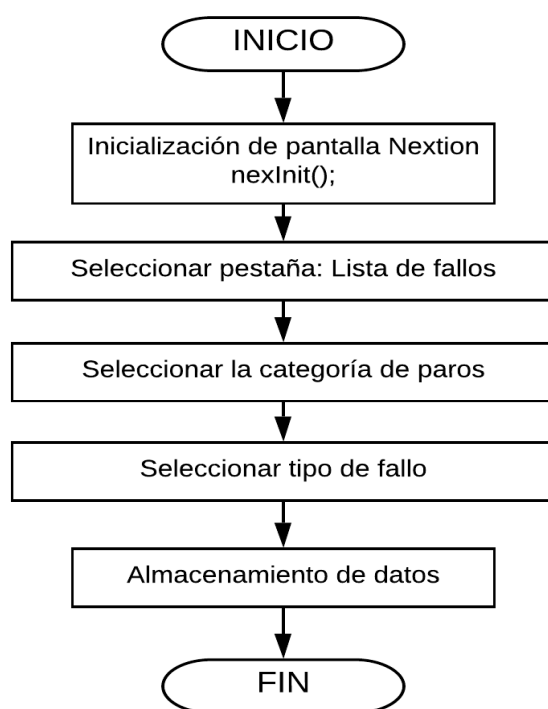 INICIO
Inicialización de pantalla Nextion
nexInit();
Seleccionar pestaña: Lista de fallos
Seleccionar la categoría de paros
Seleccionar tipo de fallo
Almacenamiento de datos
FIN